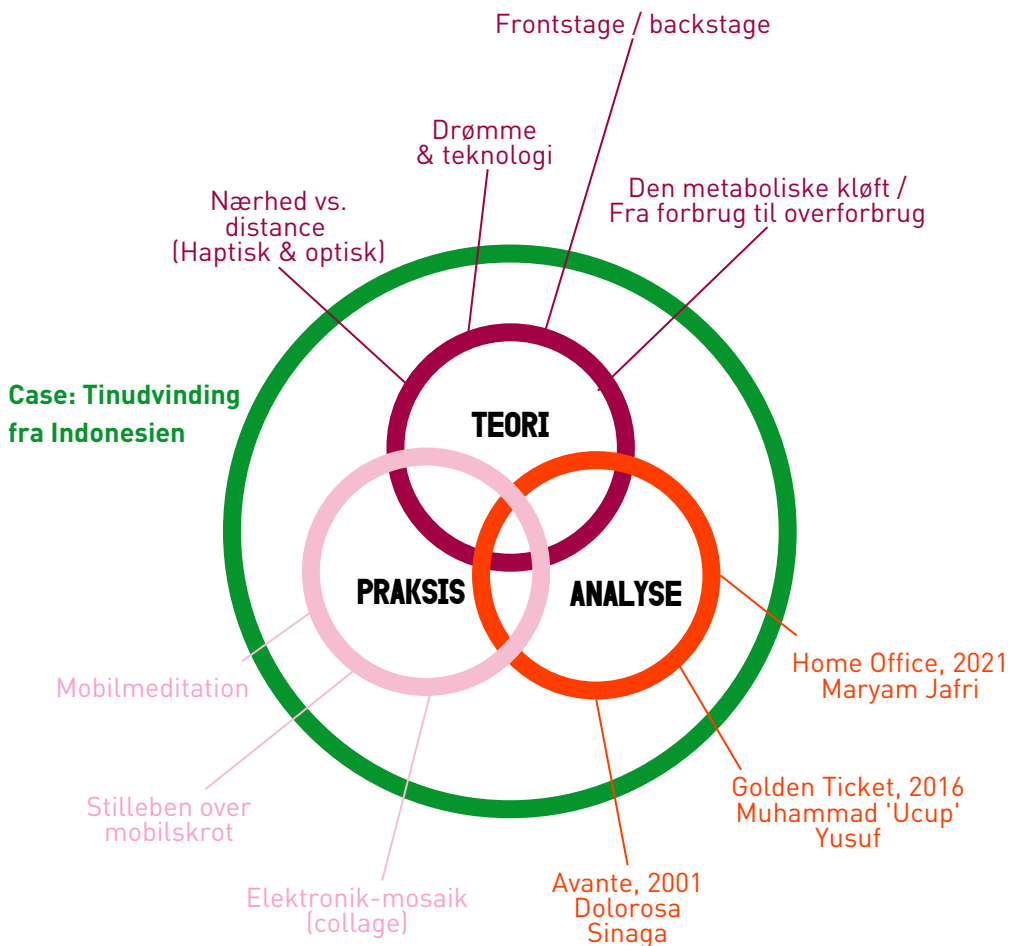 Frontstage / backstage
Drømme
& teknologi
Den metaboliske kløft /
Fra forbrug til overforbrug
Nærhed vs.
distance
(Haptisk & optisk)
Case: Tinudvinding
fra Indonesien
TEORI
PRAKSIS
ANALYSE
Mobilmeditation
Home Office, 2021
Maryam Jafri
Stilleben over
mobilskrot
Golden Ticket, 2016
Muhammad 'Ucup'
Yusuf
Elektronik-mosaik
(collage)
Avante, 2001
Dolorosa
Sinaga